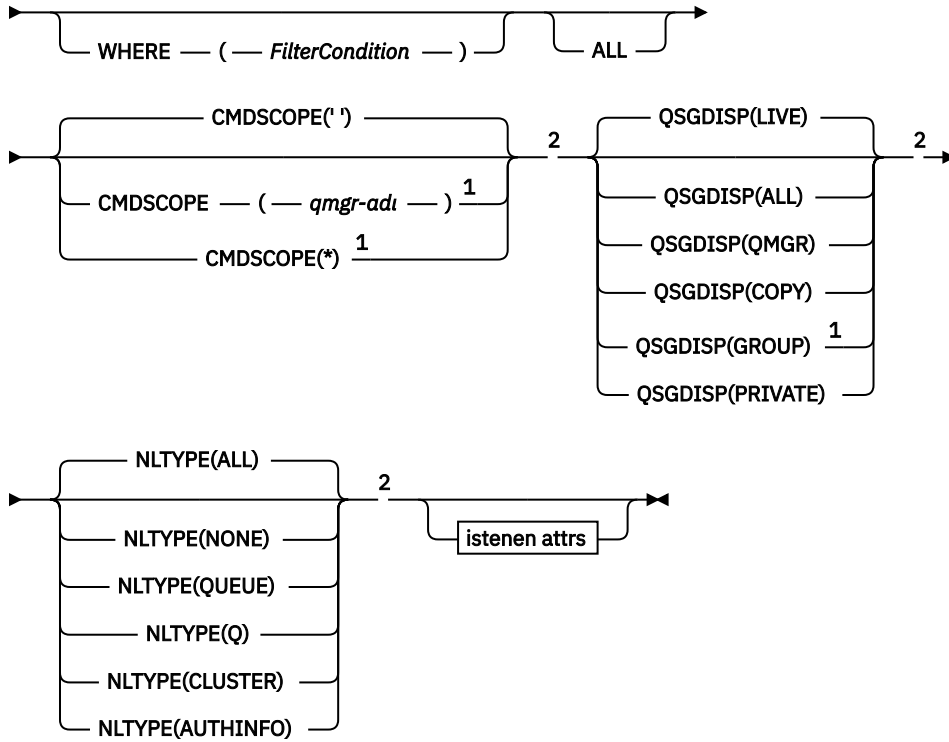 WHERE ( FilterCondition ) ALL
CMDSCOPE(' ') QSGDISP(LIVE)
2 2
CMDSCOPE ( qmgr-adı ) 1 QSGDISP(ALL)
CMDSCOPE(*) 1 QSGDISP(QMGR)
QSGDISP(COPY)
QSGDISP(GROUP) 1
QSGDISP(PRIVATE)
NLTYPE(ALL)
2
NLTYPE(NONE) istenen attrs
NLTYPE(QUEUE)
NLTYPE(Q)
NLTYPE(CLUSTER)
NLTYPE(AUTHINFO)